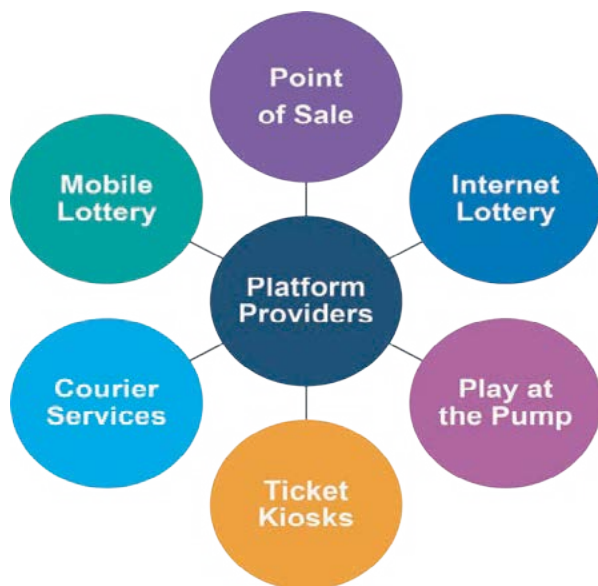 Point
of Sale
Mobile
Lottery
Internet
Lottery
Platform
Providers
Courier
Services
Play at
the Pump
Ticket
Kiosks